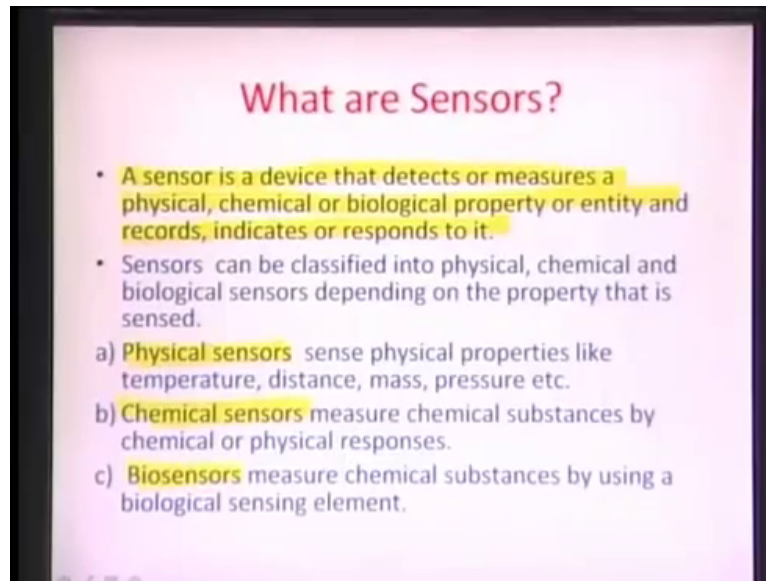 What are Sensors?
• A sensor is a device that detects or measures a
physical, chemical or biological property or entity and
records, indicates or responds to it.
• Sensors can be classified into physical, chemical and
biological sensors depending on the property that is
sensed.
a) Physical sensors sense physical properties like
temperature, distance, mass, pressure etc.
b) Chemical sensors measure chemical substances by
chemical or physical responses.
c) Biosensors measure chemical substances by using a
biological sensing element.